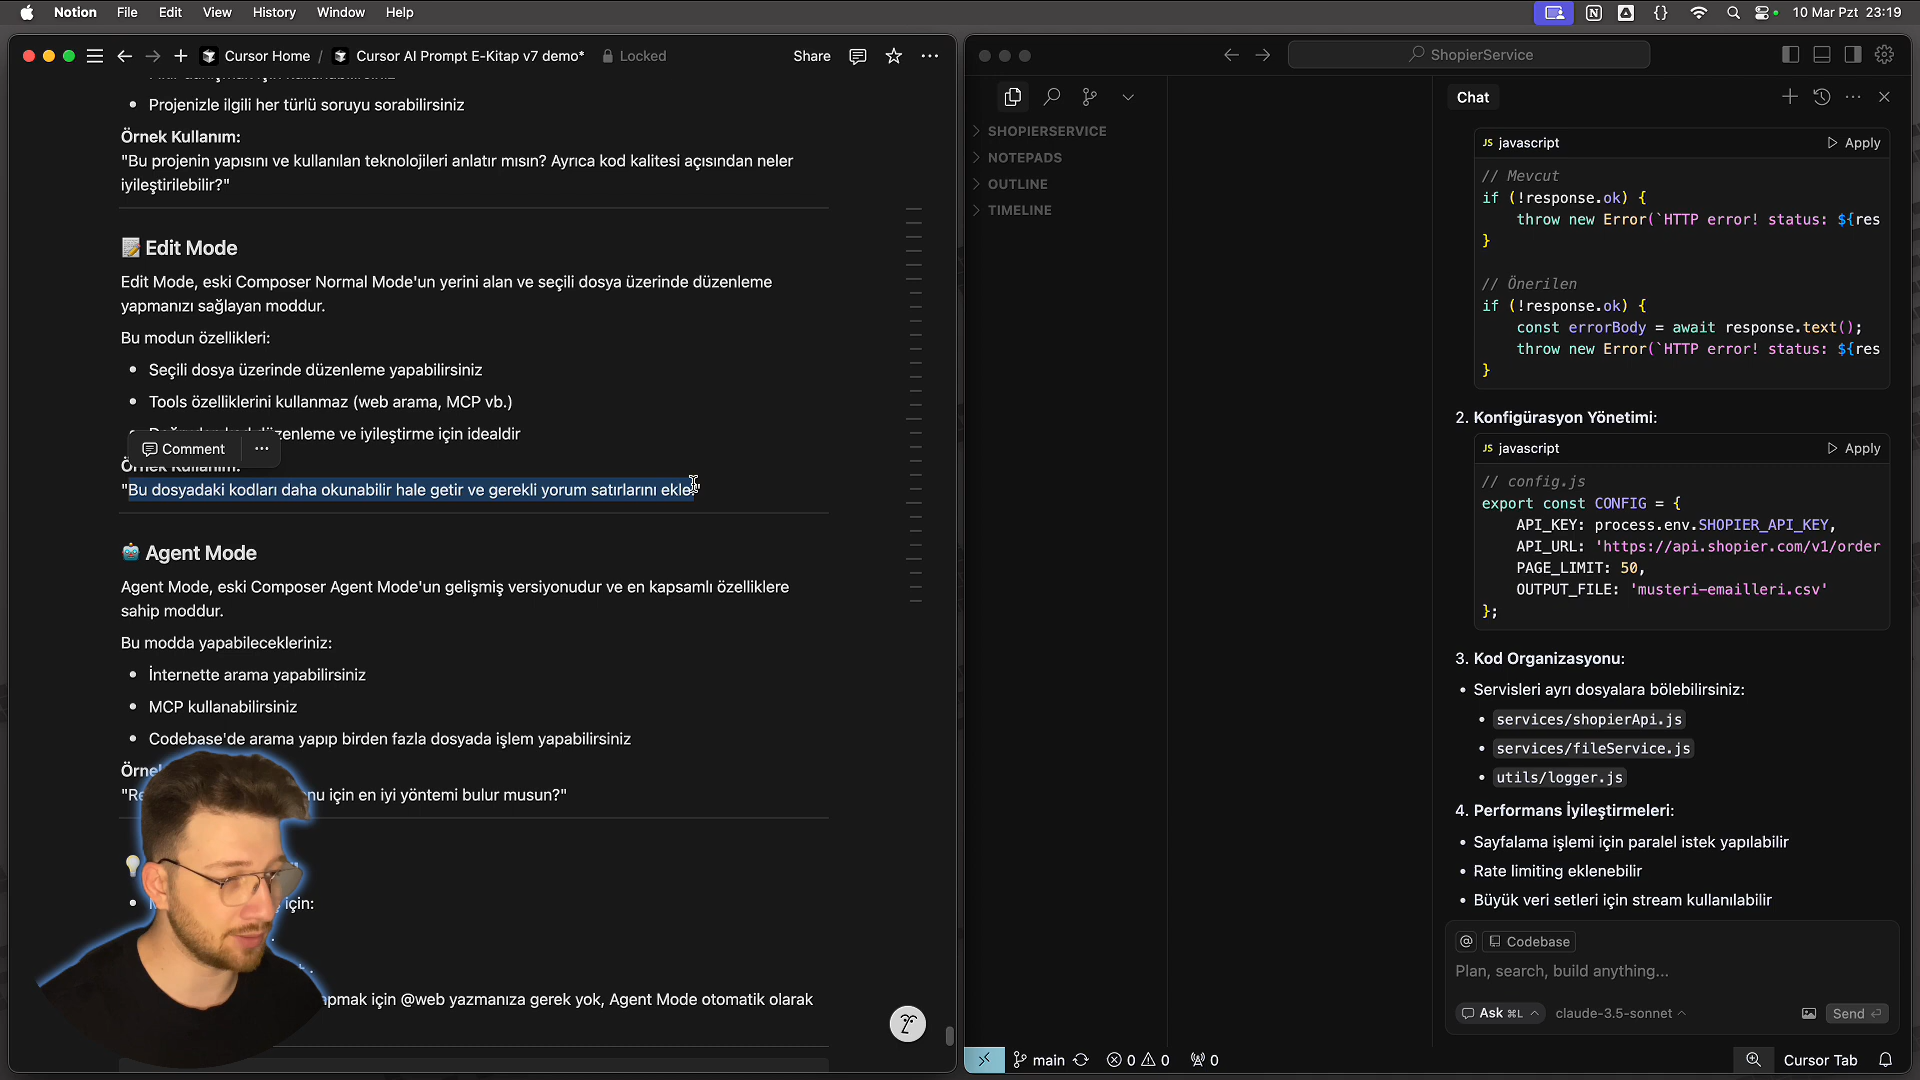 Notion File Edit View History Window Help
10 Mar Pzt 23:19
Cursor Home / Cursor AI Prompt E-Kitap v7 demo* Locked
Share
Projenizle ilgili her türlü soruyu sorabilirsiniz
Örnek Kullanım:
"Bu projenin yapısını ve kullanılan teknolojileri anlatır mısın? Ayrıca kod kalitesi açısından neler
iyileştirilebilir?"
Edit Mode
Edit Mode, eski Composer Normal Mode'un yerini alan ve seçili dosya üzerinde düzenleme
yapmanızı sağlayan moddur.
Bu modun özellikleri:
Seçili dosya üzerinde düzenleme yapabilirsiniz
Tools özelliklerini kullanmaz (web arama, MCP vb.)
düzenleme ve iyileştirme için idealdir
Comment
Örnek Kullanım:
"Bu dosyadaki kodları daha okunabilir hale getir ve gerekli yorum satırlarını ekle."
Agent Mode
Agent Mode, eski Composer Agent Mode'un gelişmiş versiyonudur ve en kapsamlı özelliklere
sahip moddur.
Bu modda yapabilecekleriniz:
İnternette arama yapabilirsiniz
MCP kullanabilirsiniz
Codebase'de arama yapıp birden fazla dosyada işlem yapabilirsiniz
için en iyi yöntemi bulur musun?"
için:
için @web yazmanıza gerek yok, Agent Mode otomatik olarak
ShopierService
SHOPIERSERVICE
NOTEPADS
OUTLINE
TIMELINE
Chat
JS javascript Apply
// Mevcut
if (!response.ok) {
throw new Error(`HTTP error! status: ${res
}
// Önerilen
if (!response.ok) {
const errorBody = await response.text();
throw new Error(`HTTP error! status: ${res
}
2. Konfigürasyon Yönetimi:
JS javascript Apply
// config.js
export const CONFIG = {
API_KEY: process.env.SHOPIER_API_KEY,
API_URL: 'https://api.shopier.com/v1/order
PAGE_LIMIT: 50,
OUTPUT_FILE: 'musteri-emailleri.csv'
};
3. Kod Organizasyonu:
Servisleri ayrı dosyalara bölebilirsiniz:
services/shopierApi.js
services/fileService.js
utils/logger.js
4. Performans İyileştirmeleri:
Sayfalama işlemi için paralel istek yapılabilir
Rate limiting eklenebilir
Büyük veri setleri için stream kullanılabilir
@ Codebase
Plan, search, build anything...
Ask ⌘L claude-3.5-sonnet Send
main 0 0 0 Cursor Tab